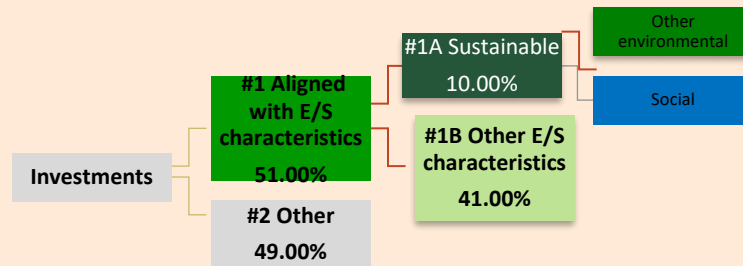 Other
environmental
#1A Sustainable
10.00%
Social
#1 Aligned
with E/S
characteristics
51.00%
#1B Other E/S
characteristics
41.00%
Investments
#2 Other
49.00%